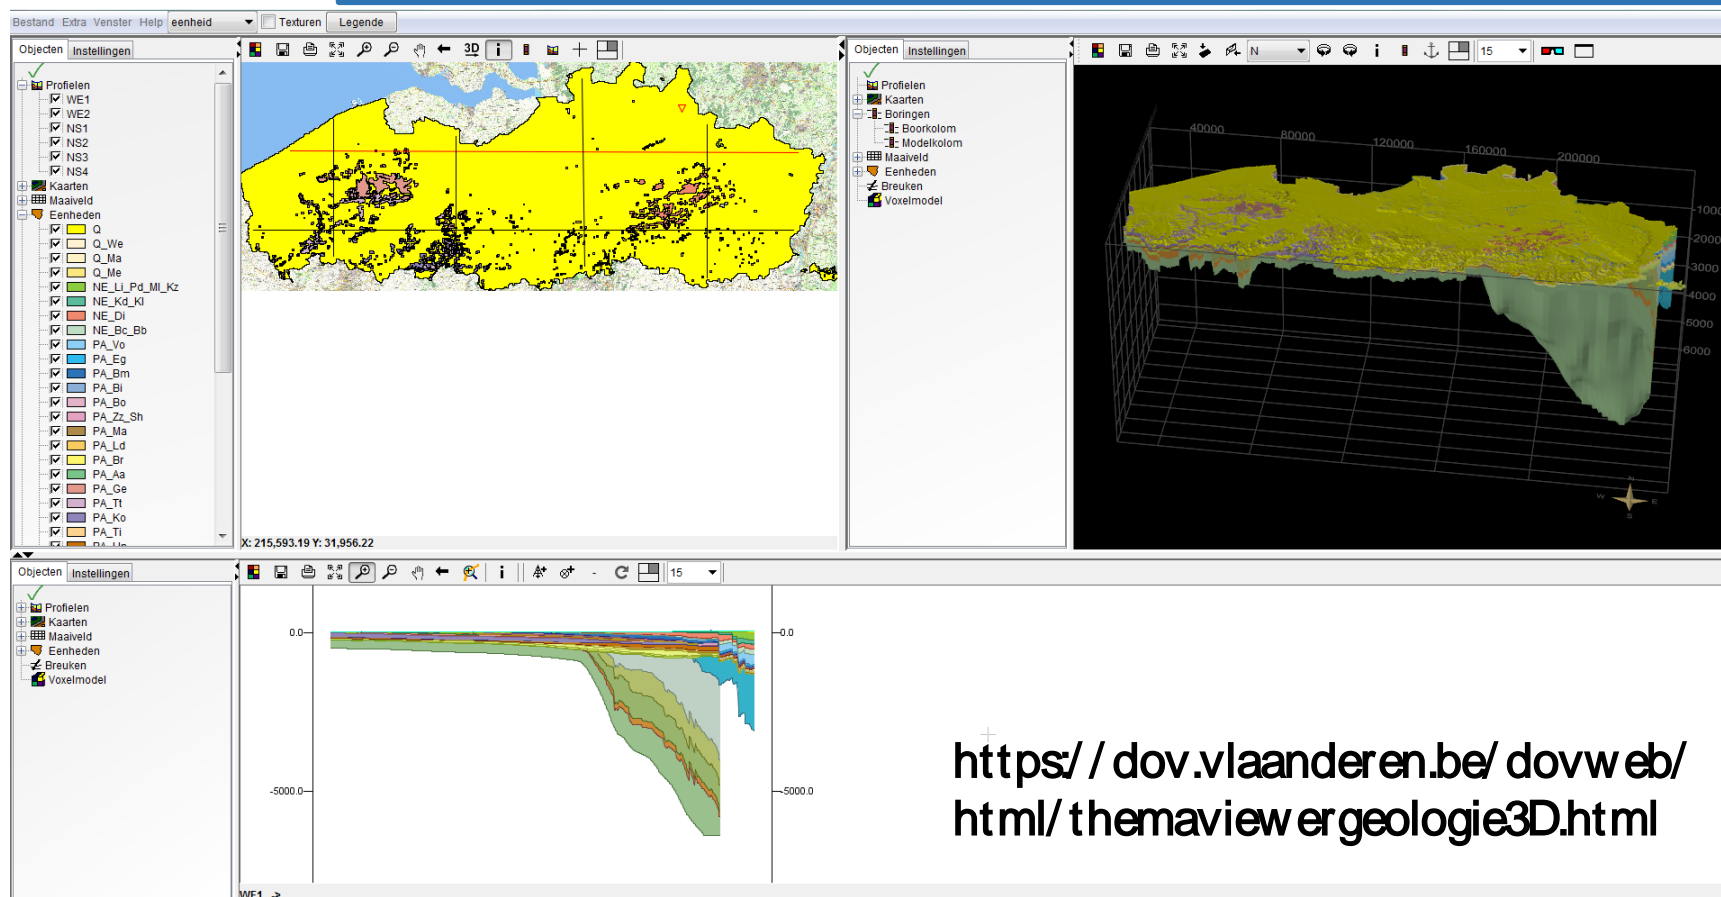 Bestand Extra Venster Help eenheid Texturen Legende
Objecten Instellingen
Profielen
WE1
WE2
NS1
NS2
NS3
NS4
Kaarten
Maaiveld
Eenheden
Q
Q_We
Q_Ma
Q_Me
NE_Li_Pd_Ml_Kz
NE_Kd_Kl
NE_Di
NE_Bc_Bb
PA_Vo
PA_Eg
PA_Bm
PA_Bi
PA_Bo
PA_Zz_Sh
PA_Ma
PA_Ld
PA_Br
PA_Aa
PA_Ge
PA_Tt
PA_Ko
PA_Ti
3D i
X: 215,593.19 Y: 31,956.22
Objecten Instellingen
Profielen
Kaarten
Boringen
Boorkolom
Modelkolom
Maaiveld
Eenheden
Breuken
Voxelmodel
N i 15
40000 80000 120000 160000 200000
-1000
-2000
-3000
-4000
-5000
-6000
N
W E
S
Objecten Instellingen
Profielen
Kaarten
Maaiveld
Eenheden
Breuken
Voxelmodel
i 15
0.0 0.0
-5000.0 -5000.0
WE1 ->
https://dov.vlaanderen.be/dovweb/
html/themaviewergeologie3D.html